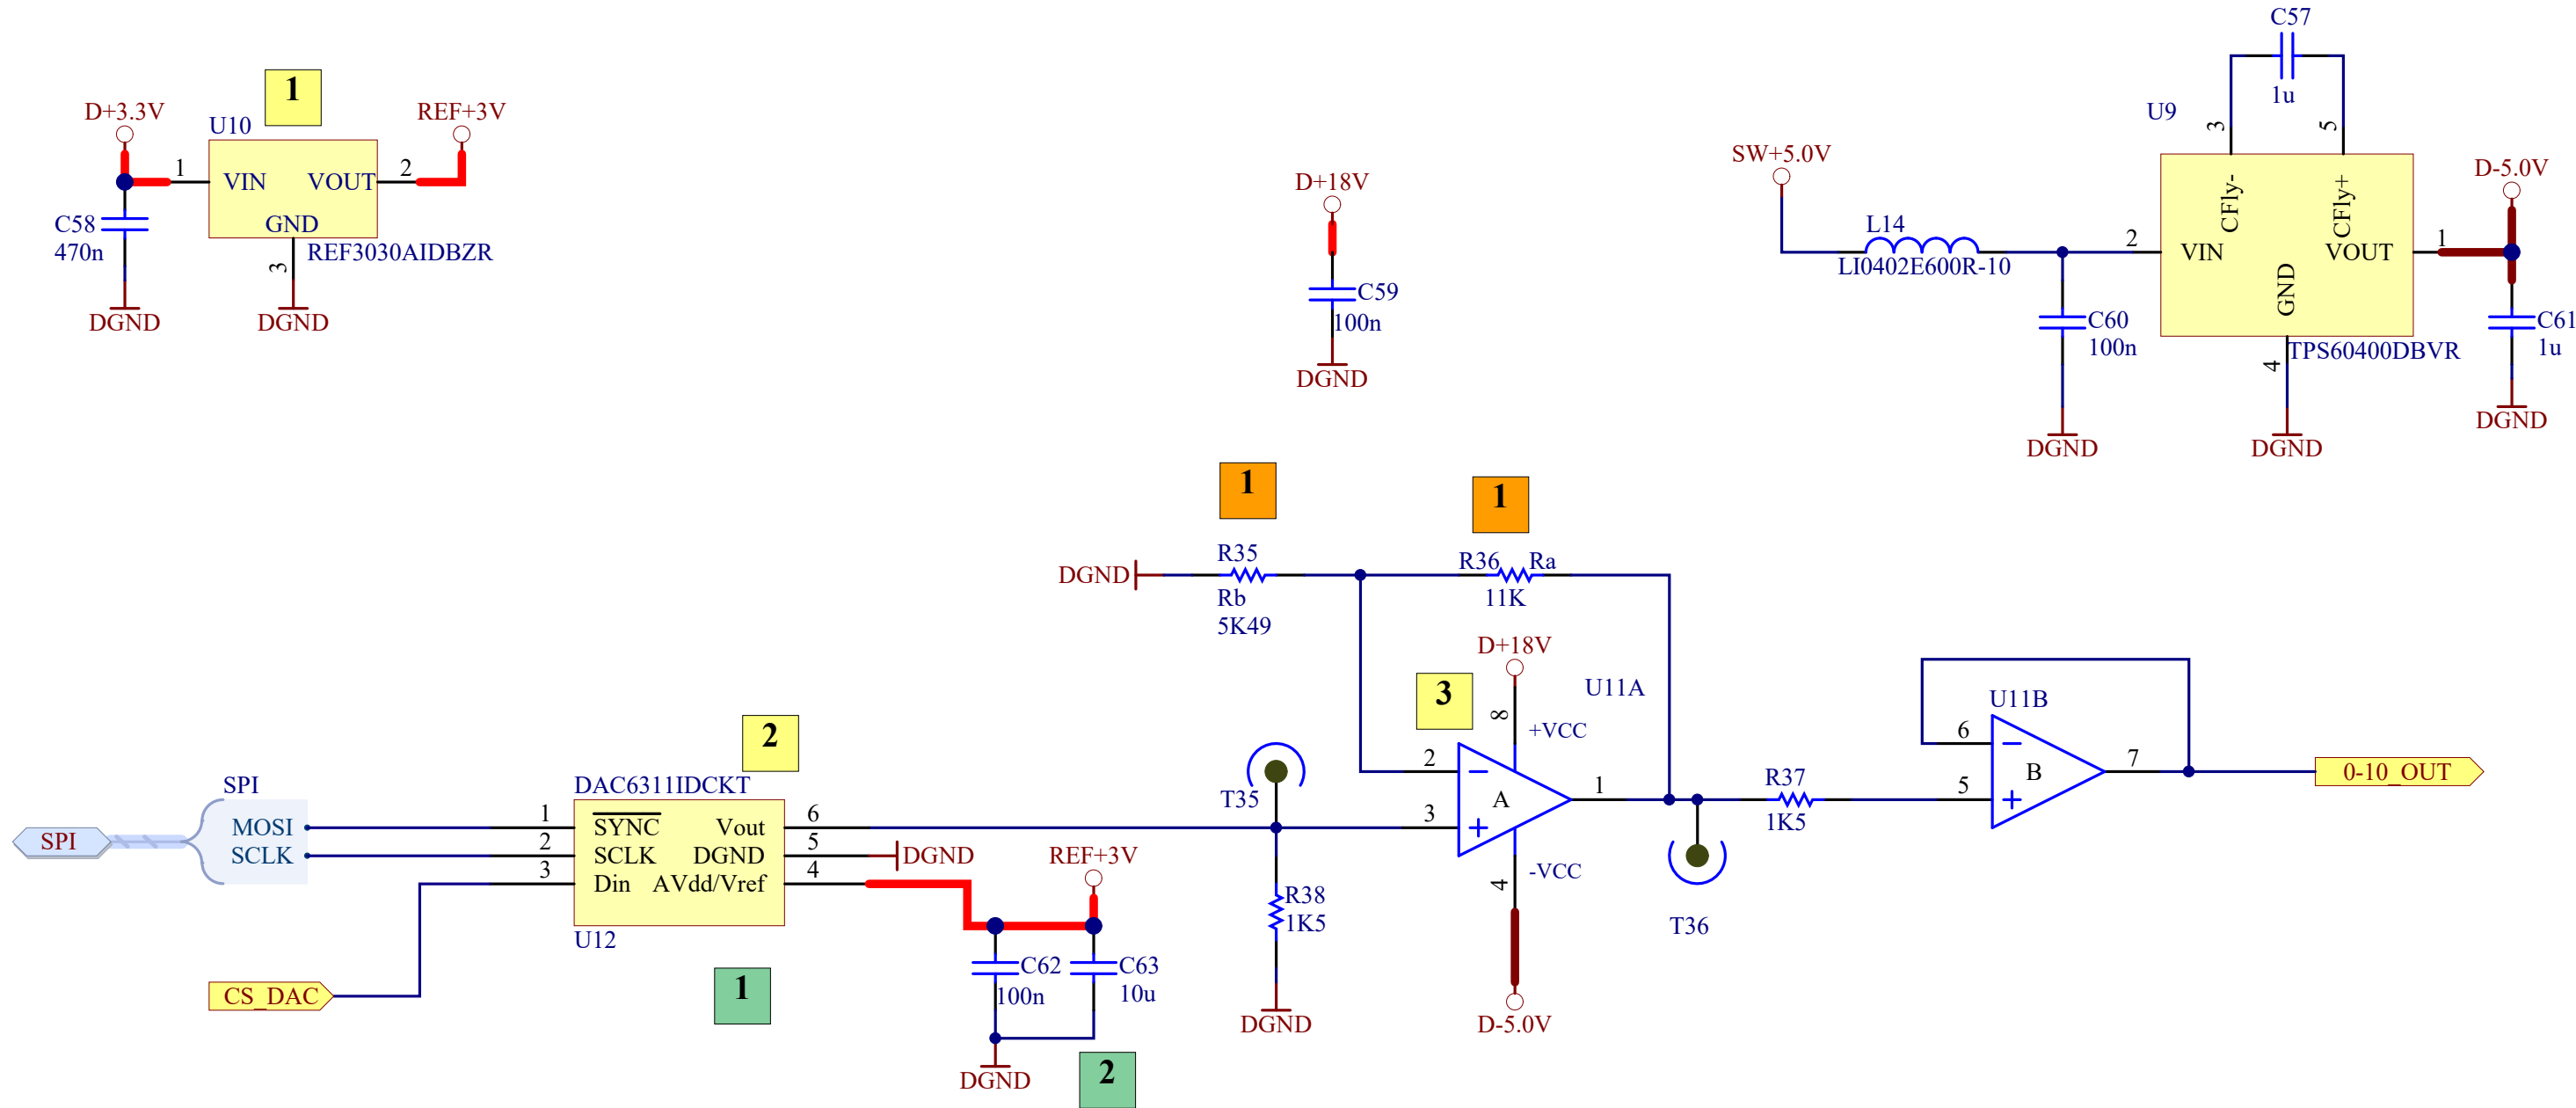 C57
1u
U9
3
5
1
D+3.3V
REF+3V
U10
1
VIN
VOUT
2
GND
C58
470n
3
REF3030AIDBZR
DGND
DGND
D+18V
C59
100n
DGND
SW+5.0V
L14
LI0402E600R-10
2
VIN
CFly-
CFly+
VOUT
GND
1
D-5.0V
C60
100n
TPS60400DBVR
4
C61
1u
DGND
DGND
DGND
1
1
R35
DGND
Rb
5K49
R36
Ra
11K
D+18V
3
U11A
8
+VCC
2
A
1
3
4
-VCC
D-5.0V
T35
R38
1K5
DGND
R37
1K5
T36
U11B
6
B
7
5
0-10_OUT
2
SPI
DAC6311IDCKT
SPI
MOSI
SCLK
1
SYNC
Vout
6
2
SCLK
DGND
5
DGND
3
Din
AVdd/Vref
4
REF+3V
U12
CS_DAC
1
C62
100n
C63
10u
DGND
2